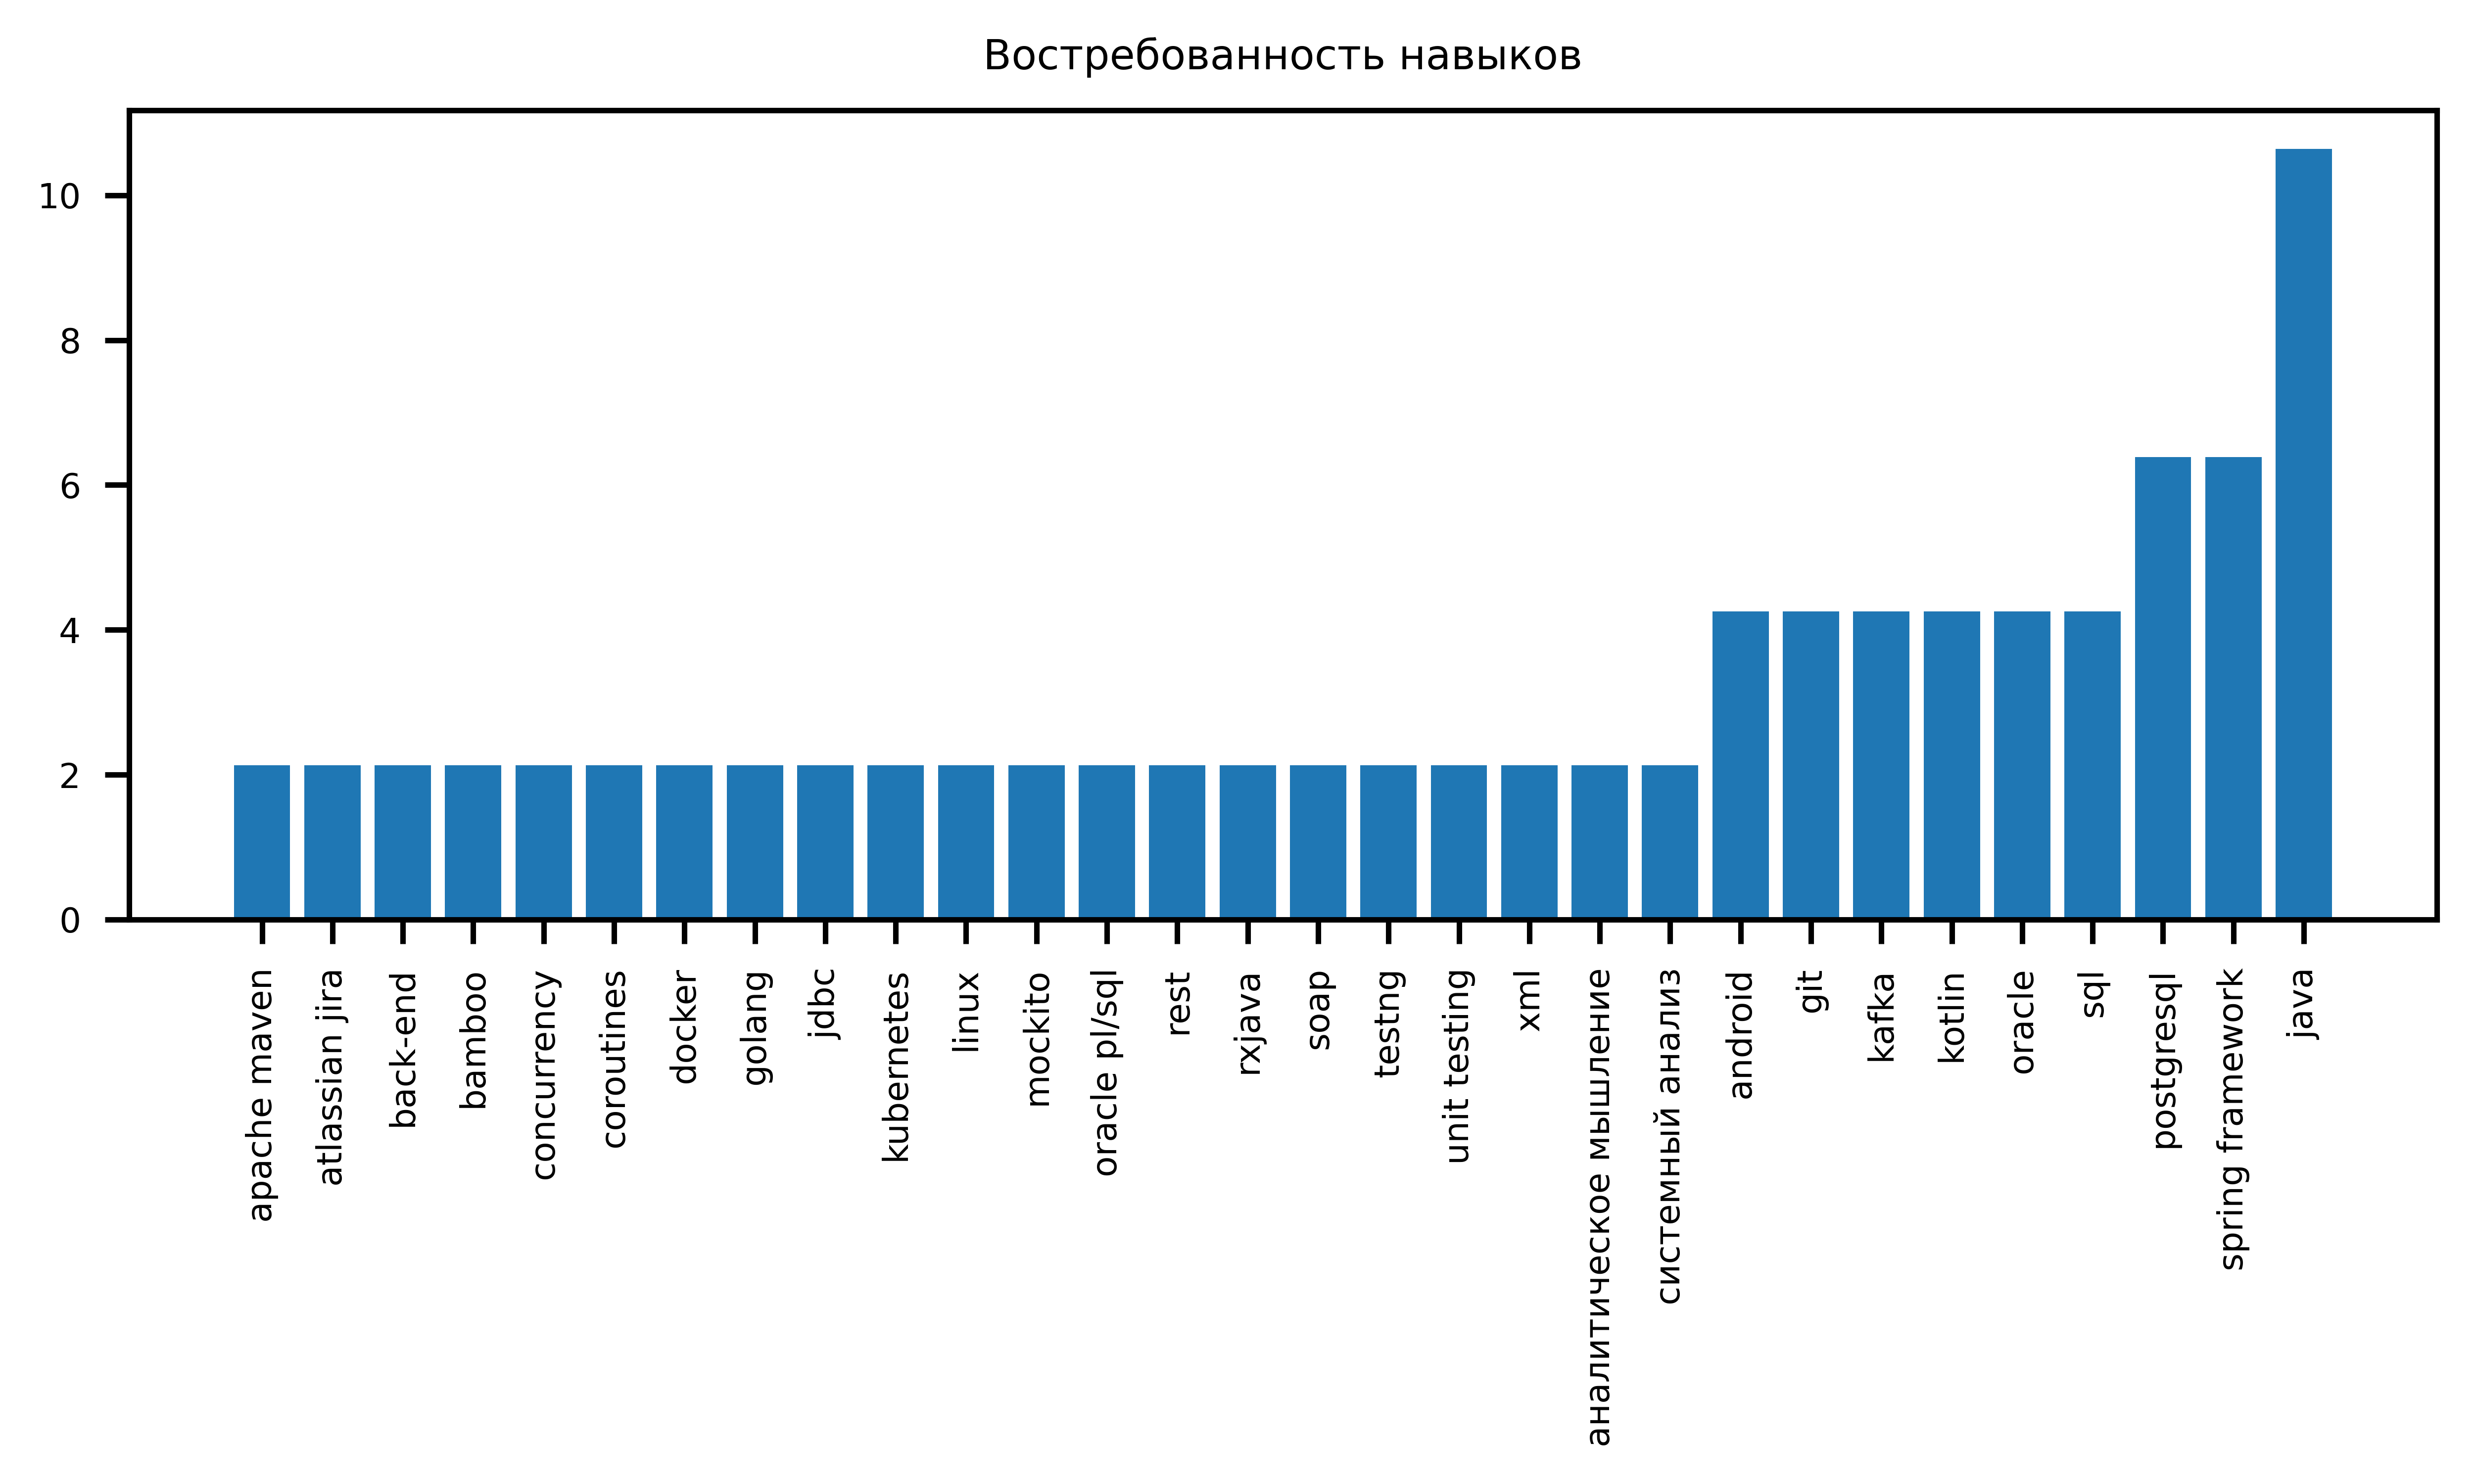 Востребованность навыков
10
8
6
4
2
0
apache maven
atlassian jira
back-end
bamboo
concurrency
coroutines
docker
golang
jdbc
kubernetes
linux
mockito
oracle pl/sql
rest
rxjava
soap
testng
unit testing
xml
аналитическое мышление
системный анализ
android
git
kafka
kotlin
oracle
sql
postgresql
spring framework
java